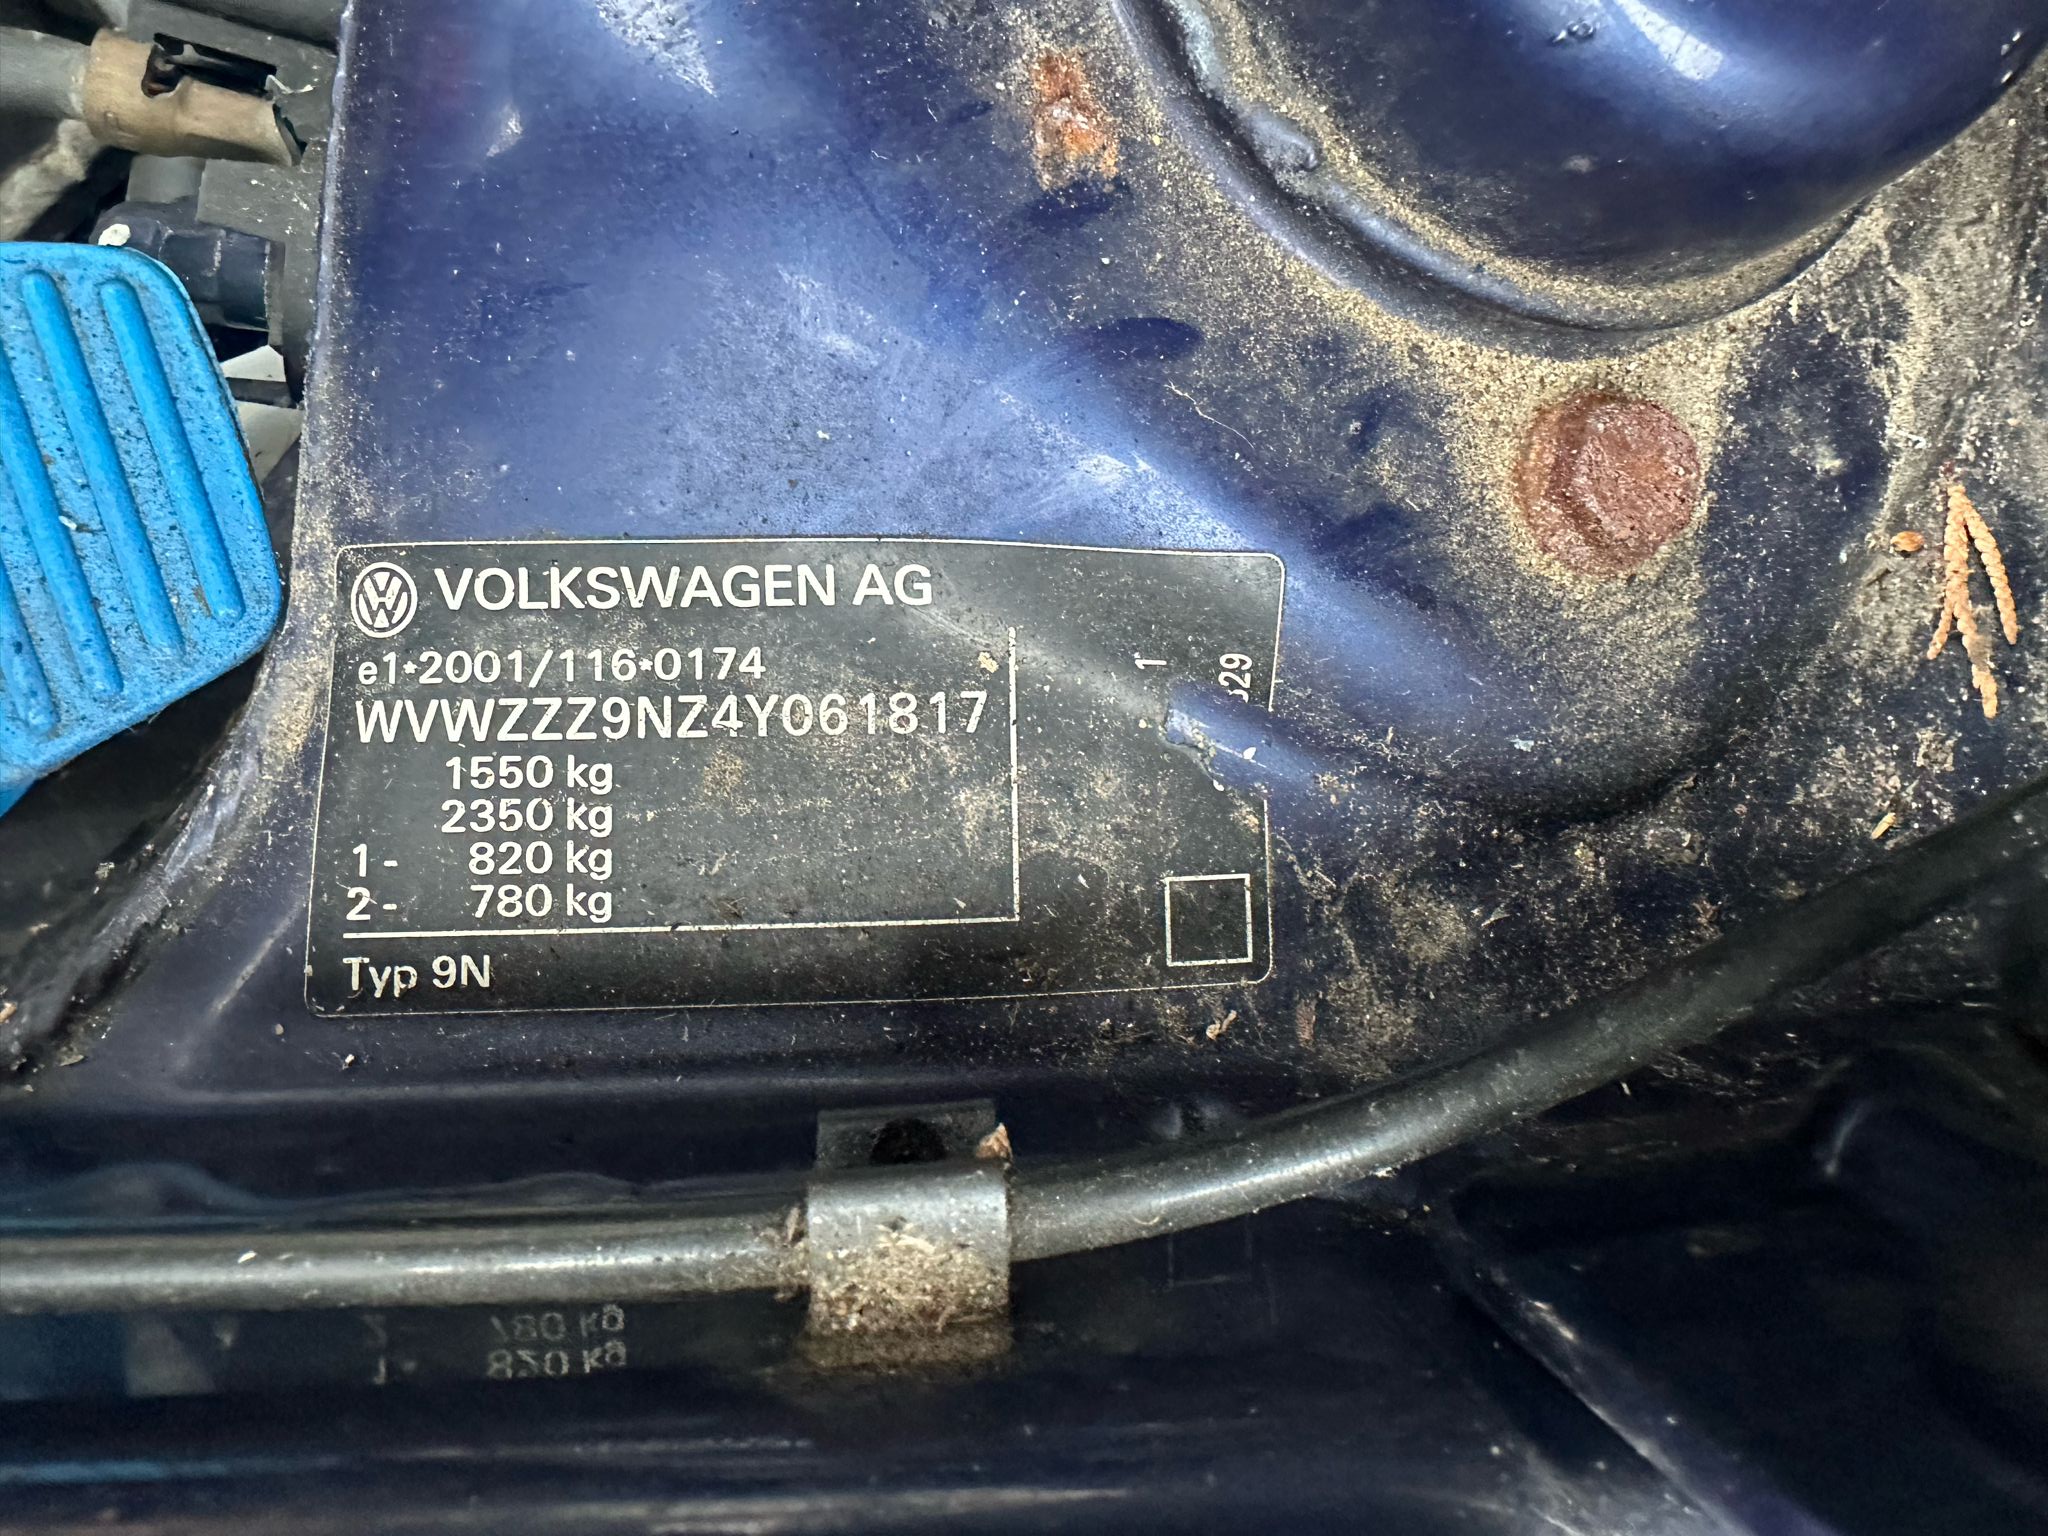 VOLKSWAGEN AG
e1*2001/116*0174
WVWZZZ9NZ4Y061817
1550 kg
2350 kg
1- 820 kg
2- 780 kg
Typ 9N
1